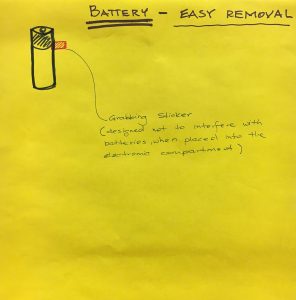 BATTERY - EASY REMOVAL
Grabbing Sticker
(designed not to interfere with
batteries, when placed into the
electronic compartment)